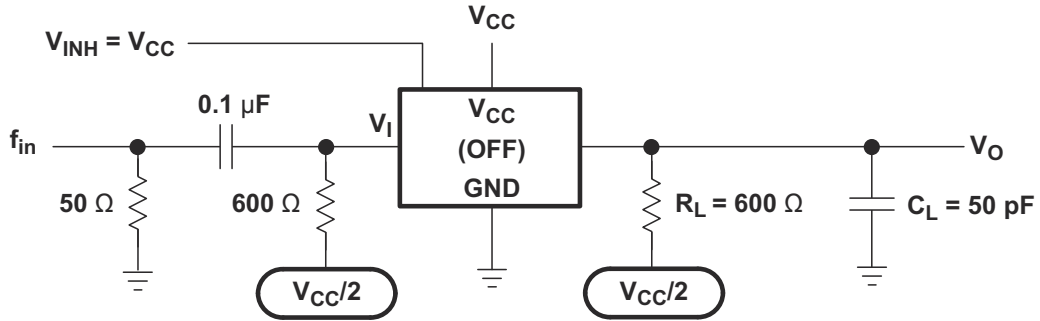 V_CC
V_INH = V_CC
0.1 µF
V_I
V_CC
f_in
(OFF)
V_O
GND
50 Ω
600 Ω
R_L = 600 Ω
C_L = 50 pF
V_CC/2
V_CC/2